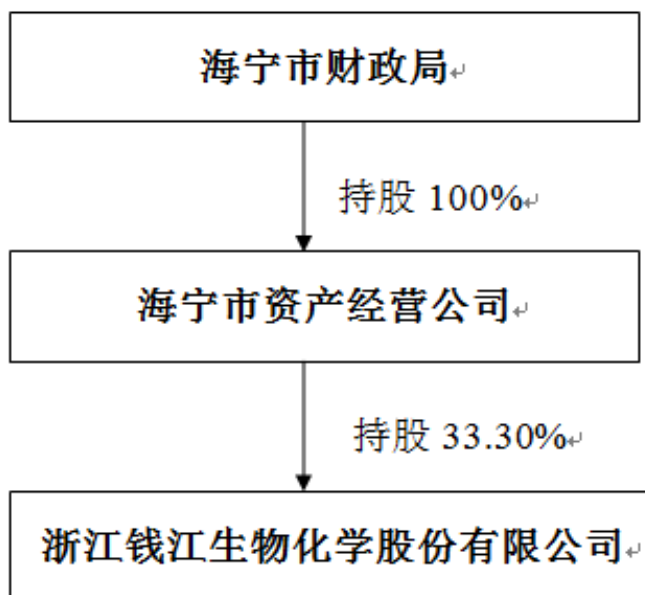 海宁市财政局
持股 100%
海宁市资产经营公司
持股 33.30%
浙江钱江生物化学股份有限公司